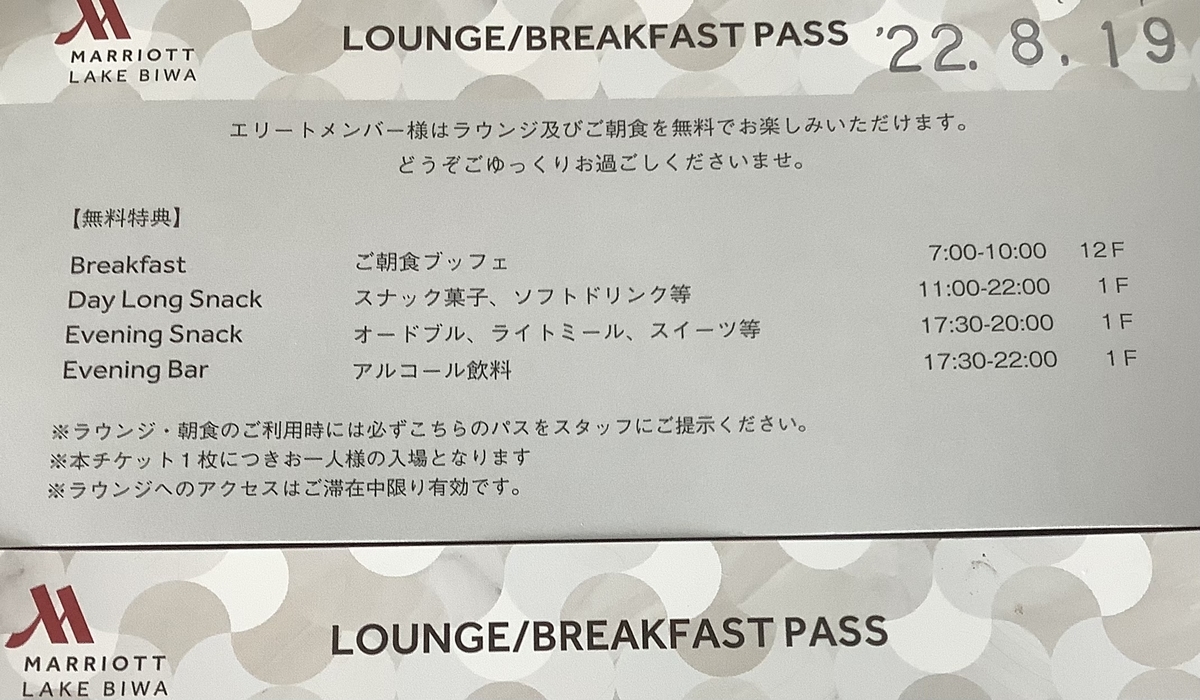 MARRIOTT
LAKE BIWA
LOUNGE/BREAKFAST PASS '22. 8. 19
エリートメンバー様はラウンジ及びご朝食を無料でお楽しみいただけます。
どうぞごゆっくりお過ごしくださいませ。
【無料特典】
Breakfast ご朝食ブッフェ 7:00-10:00 12F
Day Long Snack スナック菓子、ソフトドリンク等 11:00-22:00 1F
Evening Snack オードブル、ライトミール、スイーツ等 17:30-20:00 1F
Evening Bar アルコール飲料 17:30-22:00 1F
※ラウンジ・朝食のご利用時には必ずこちらのパスをスタッフにご提示ください。
※本チケット1枚につきお一人様の入場となります
※ラウンジへのアクセスはご滞在中限り有効です。
MARRIOTT
LAKE BIWA
LOUNGE/BREAKFAST PASS